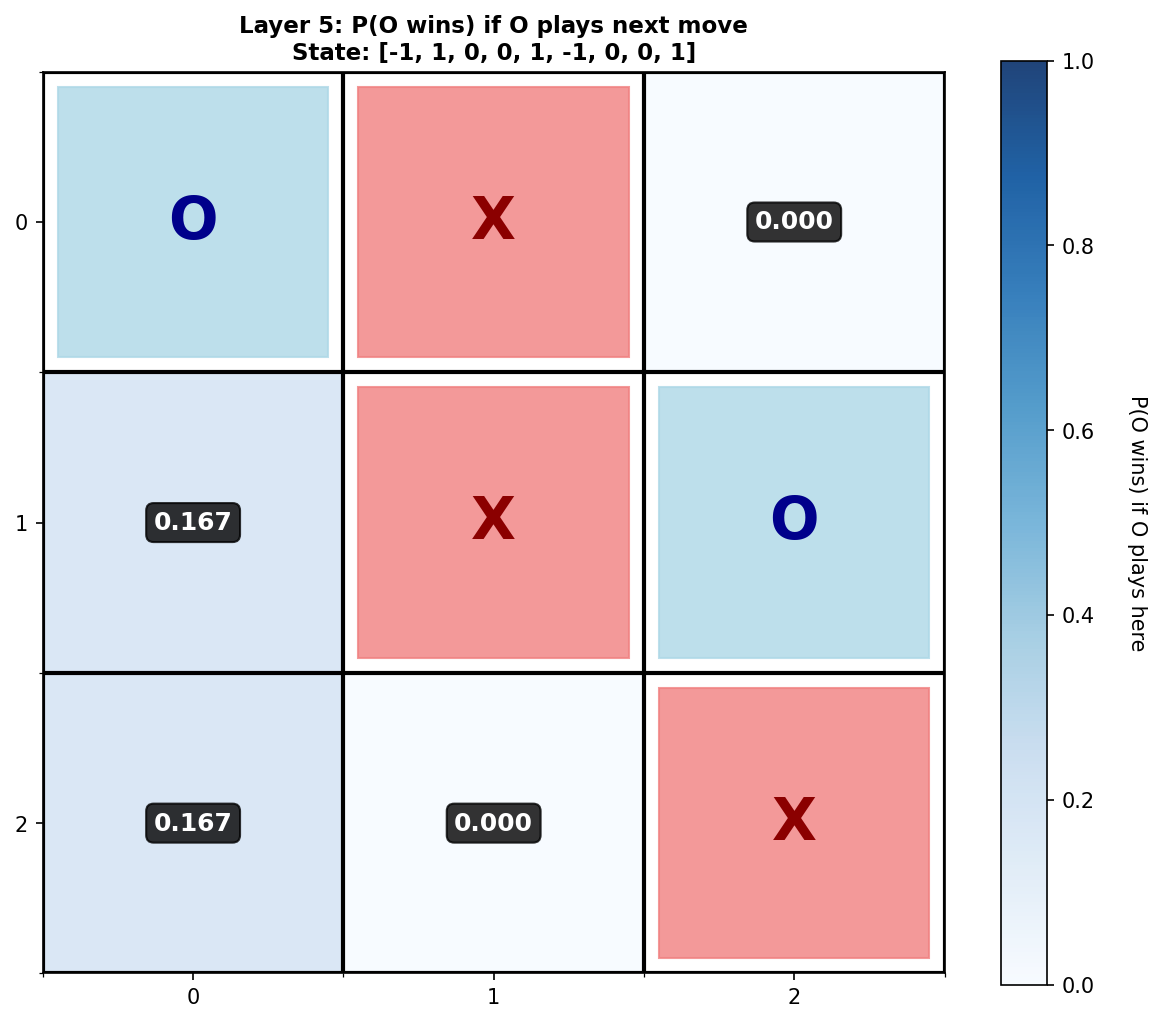 Layer 5: P(O wins) if O plays next move
State: [-1, 1, 0, 0, 1, -1, 0, 0, 1]
0
O
X
0.000
1
0.167
X
O
2
0.167
0.000
X
0
1
2
1.0
0.8
0.6
0.4
0.2
0.0
P(O wins) if O plays here